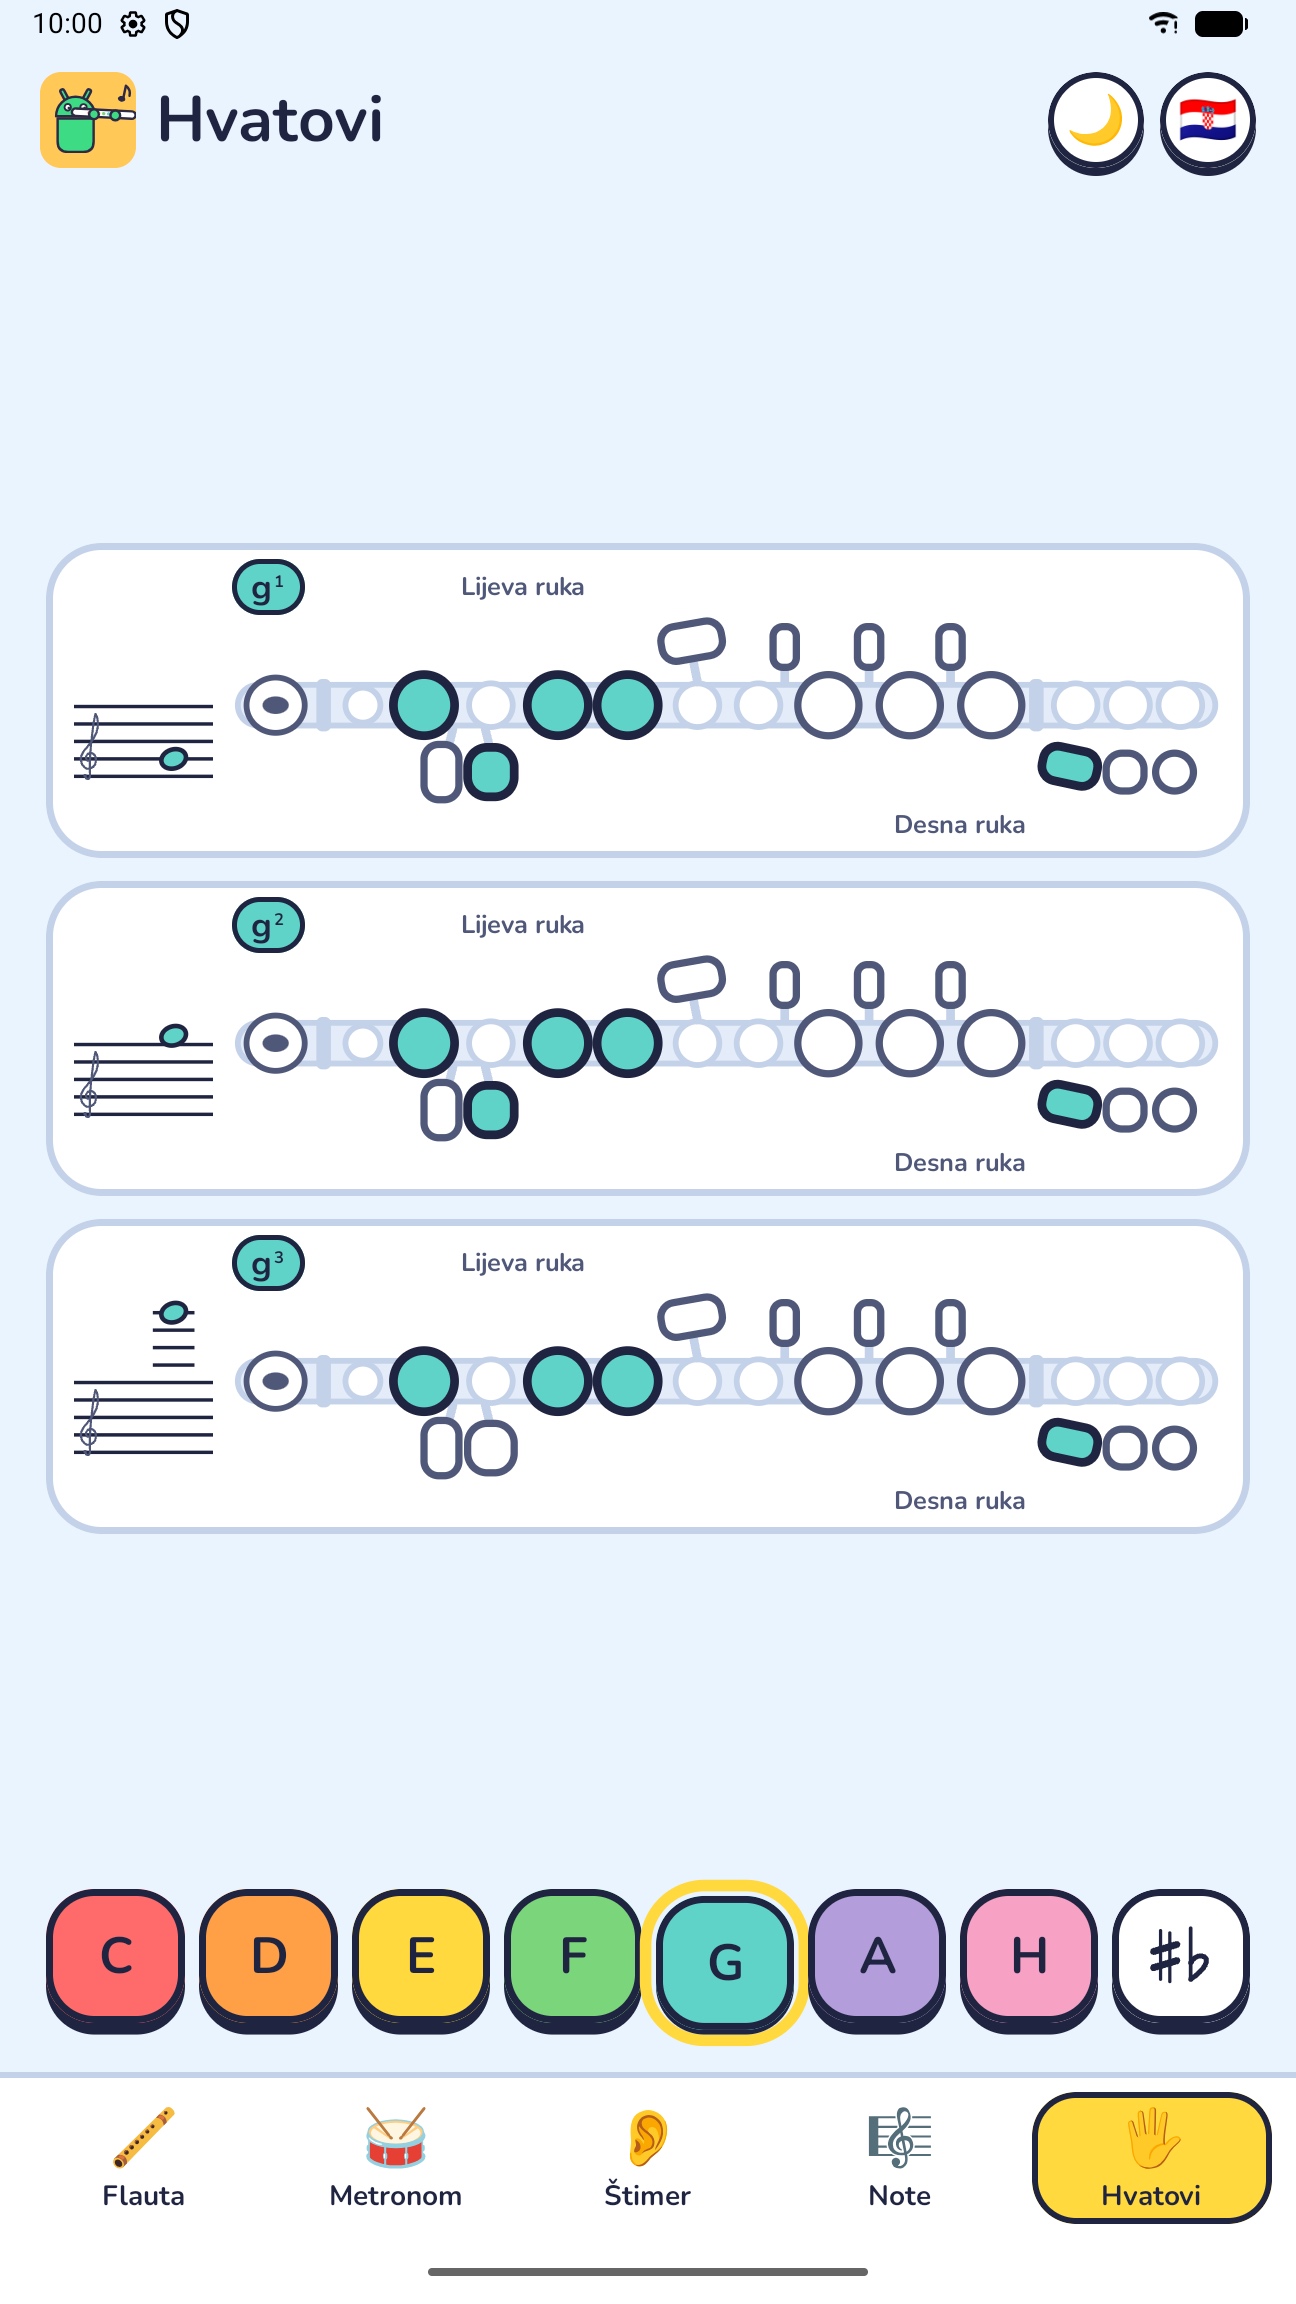 10:00
Hvatovi
g¹
Lijeva ruka
Desna ruka
g²
Lijeva ruka
Desna ruka
g³
Lijeva ruka
Desna ruka
C D E F G A H ♯♭
Flauta Metronom Štimer Note Hvatovi